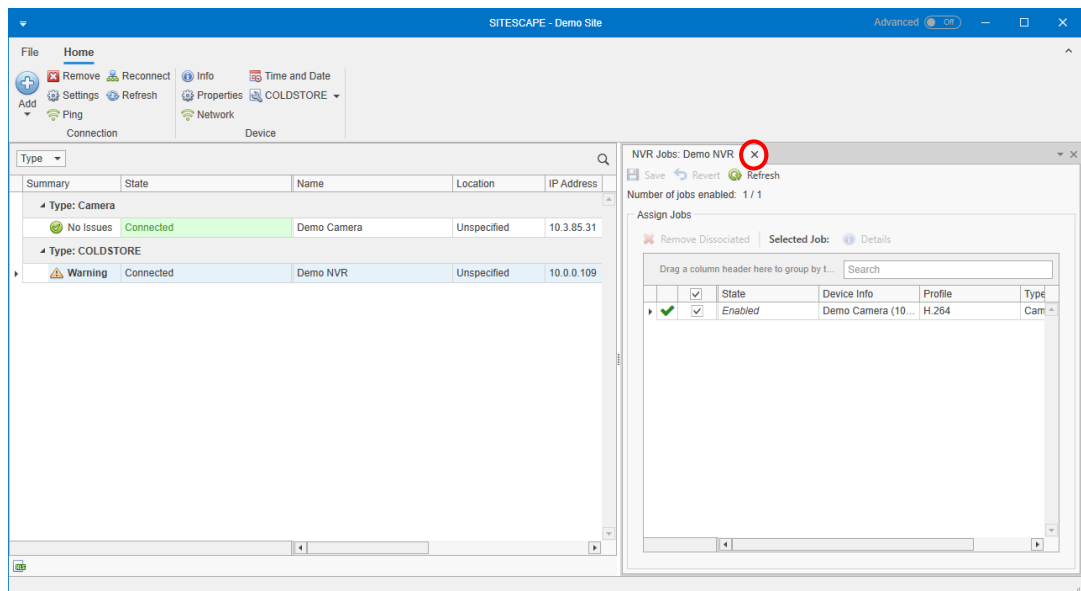 SITESCAPE - Demo Site
Advanced Off
File Home
Add
Remove Reconnect
Settings Refresh
Ping
Connection
Info Time and Date
Properties COLDSTORE
Network
Device
Type
Summary State Name Location IP Address
Type: Camera
No Issues Connected Demo Camera Unspecified 10.3.85.31
Type: COLDSTORE
Warning Connected Demo NVR Unspecified 10.0.0.109
NVR Jobs: Demo NVR
Save Revert Refresh
Number of jobs enabled: 1 / 1
Assign Jobs
Remove Dissociated Selected Job: Details
Drag a column header here to group by t... Search
State Device Info Profile Type
Enabled Demo Camera (10... H.264 Cam